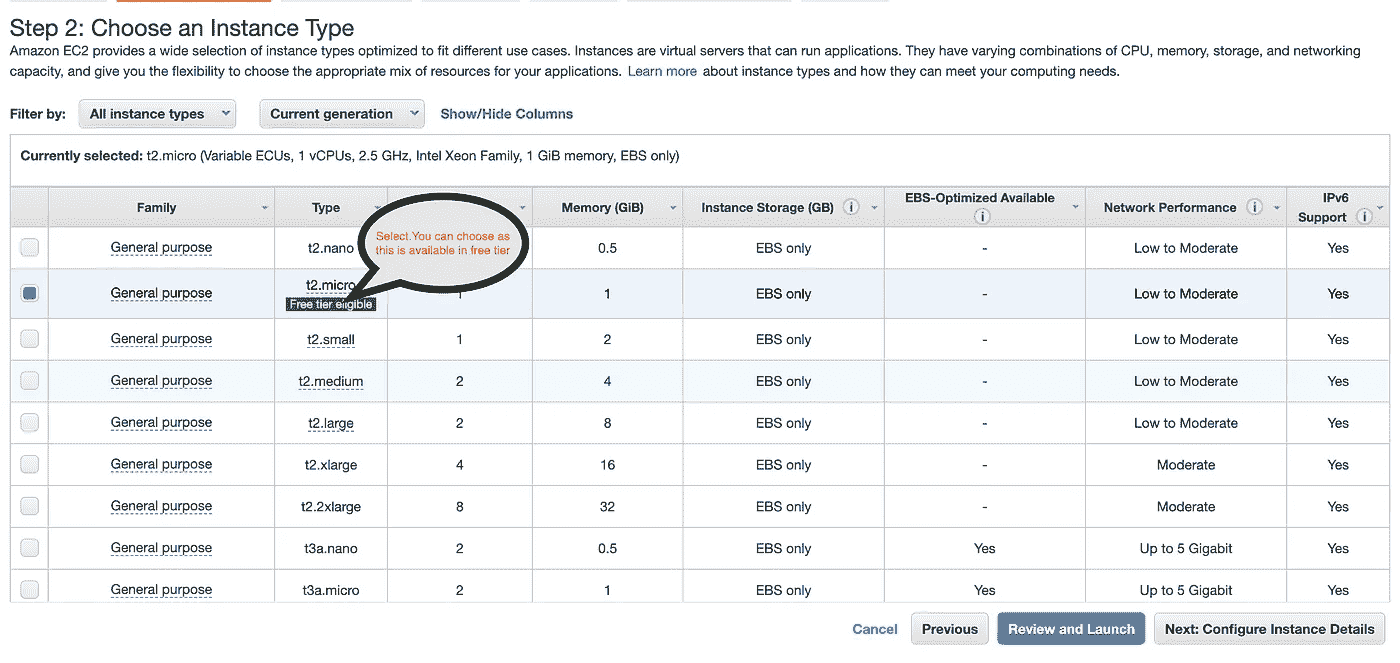 Step 2: Choose an Instance Type
Amazon EC2 provides a wide selection of instance types optimized to fit different use cases. Instances are virtual servers that can run applications. They have varying combinations of CPU, memory, storage, and networking
capacity, and give you the flexibility to choose the appropriate mix of resources for your applications. Learn more about instance types and how they can meet your computing needs.
Filter by: All instance types Current generation Show/Hide Columns
Currently selected: t2.micro (Variable ECUs, 1 vCPUs, 2.5 GHz, Intel Xeon Family, 1 GiB memory, EBS only)
Family Type Memory (GiB) Instance Storage (GB) i EBS-Optimized Available i Network Performance i IPv6 Support i
Select.You can choose as
this is available in free tier
General purpose t2.nano 0.5 EBS only - Low to Moderate Yes
General purpose t2.micro 1 1 EBS only - Low to Moderate Yes
Free tier eligible
General purpose t2.small 1 2 EBS only - Low to Moderate Yes
General purpose t2.medium 2 4 EBS only - Low to Moderate Yes
General purpose t2.large 2 8 EBS only - Low to Moderate Yes
General purpose t2.xlarge 4 16 EBS only - Moderate Yes
General purpose t2.2xlarge 8 32 EBS only - Moderate Yes
General purpose t3a.nano 2 0.5 EBS only Yes Up to 5 Gigabit Yes
General purpose t3a.micro 2 1 EBS only Yes Up to 5 Gigabit Yes
Cancel Previous Review and Launch Next: Configure Instance Details